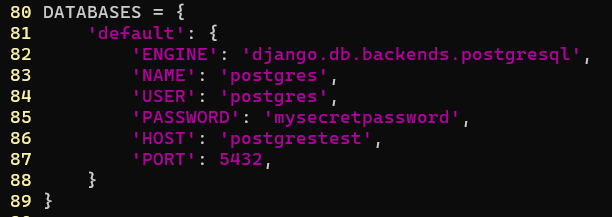 80 DATABASES = {
81     'default': {
82         'ENGINE': 'django.db.backends.postgresql',
83         'NAME': 'postgres',
84         'USER': 'postgres',
85         'PASSWORD': 'mysecretpassword',
86         'HOST': 'postgrestest',
87         'PORT': 5432,
88     }
89 }